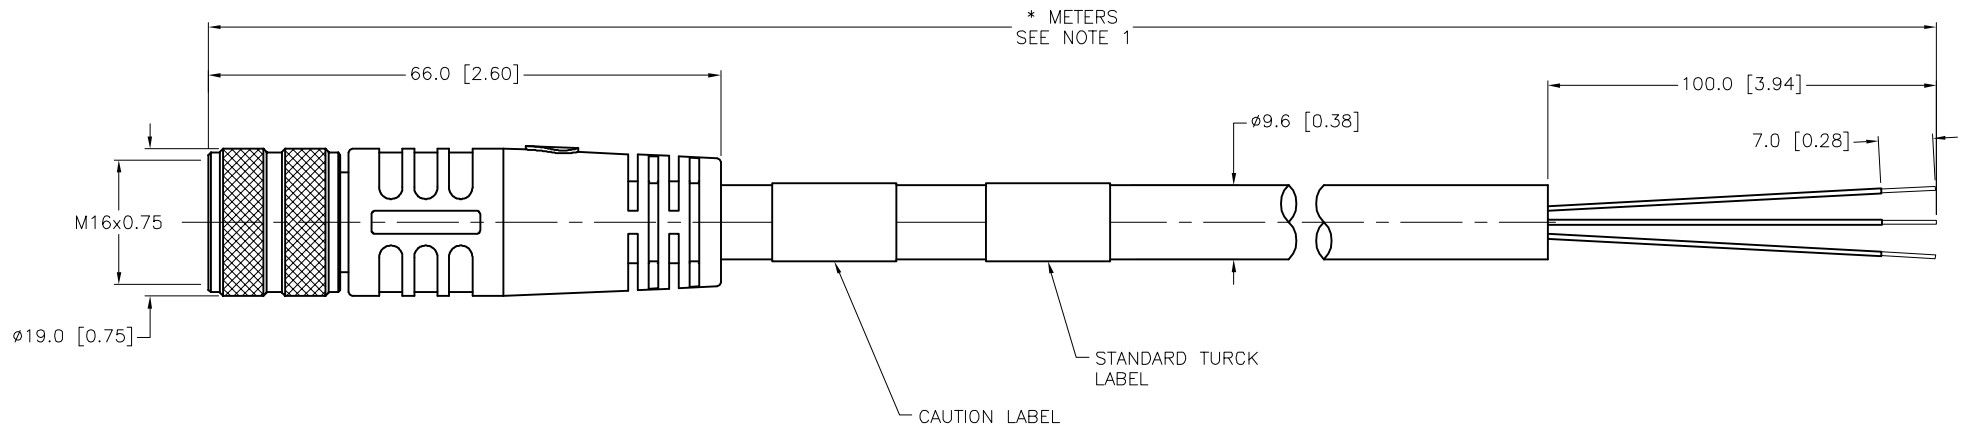 * METERS
SEE NOTE 1
66.0 [2.60]
100.0 [3.94]
ø9.6 [0.38]
7.0 [0.28]
M16x0.75
ø19.0 [0.75]
STANDARD TURCK
LABEL
CAUTION LABEL